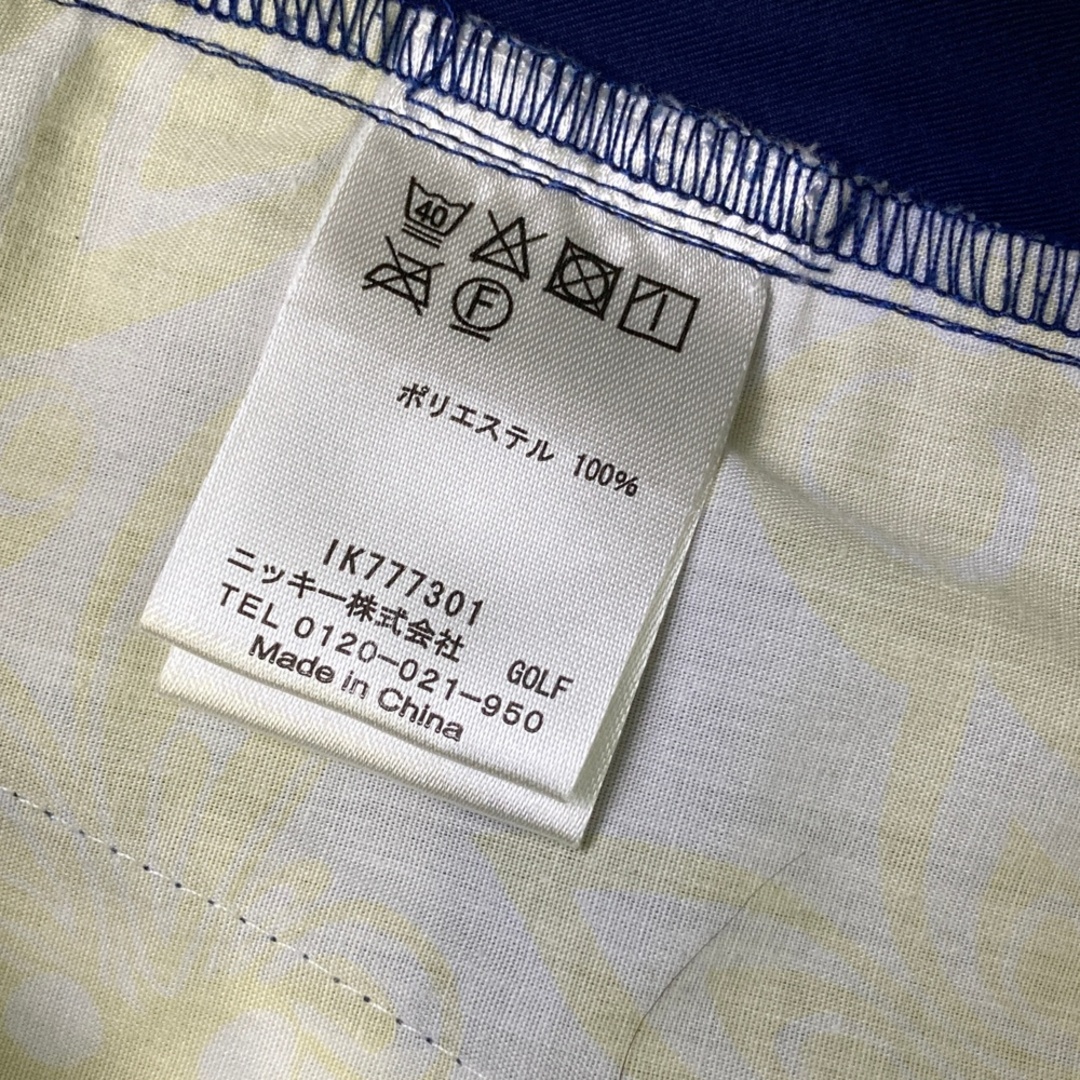 40
F
ポリエステル 100%
IK777301
ニッキー株式会社 GOLF
TEL 0120-021-950
Made in China